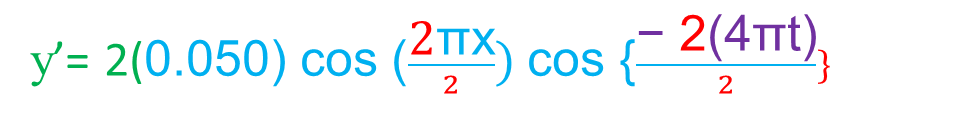 y′= 2(0.050) cos (2πx/2) cos {− 2(4πt)/2}